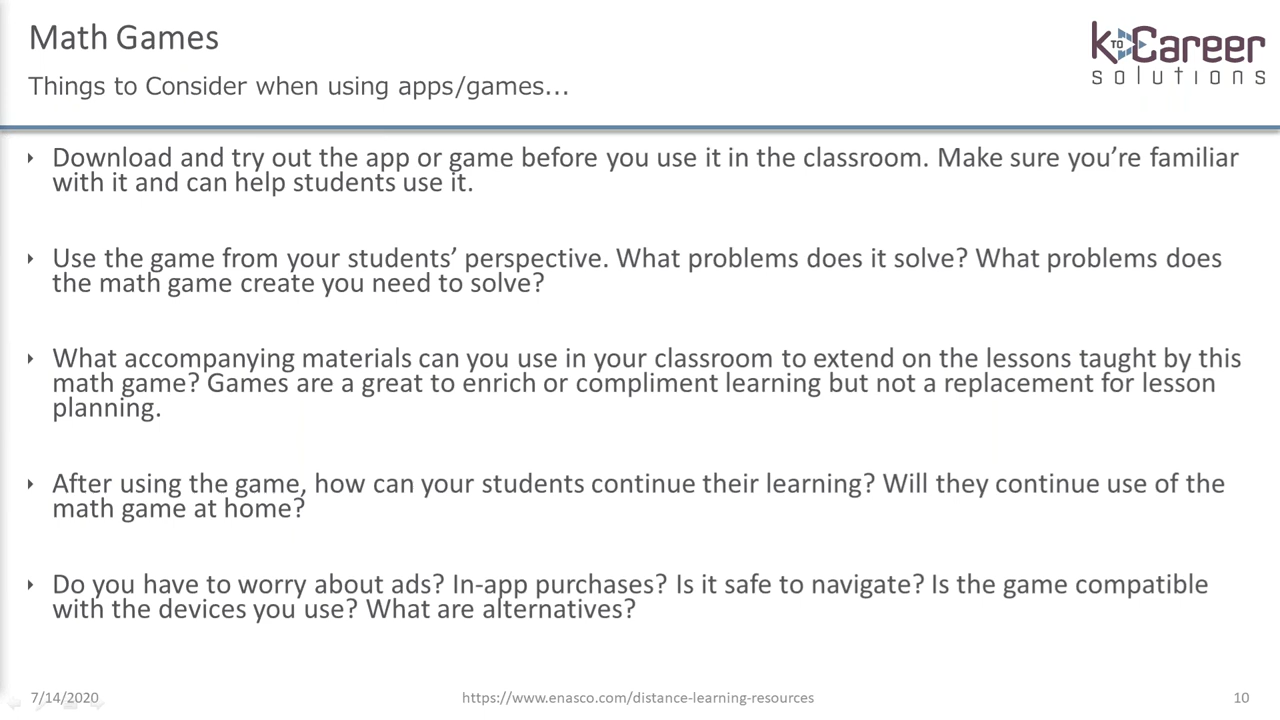 Math Games
Things to Consider when using apps/games...
K TO Career
solutions
Download and try out the app or game before you use it in the classroom. Make sure you’re familiar
with it and can help students use it.
Use the game from your students’ perspective. What problems does it solve? What problems does
the math game create you need to solve?
What accompanying materials can you use in your classroom to extend on the lessons taught by this
math game? Games are a great to enrich or compliment learning but not a replacement for lesson
planning.
After using the game, how can your students continue their learning? Will they continue use of the
math game at home?
Do you have to worry about ads? In-app purchases? Is it safe to navigate? Is the game compatible
with the devices you use? What are alternatives?
7/14/2020
https://www.enasco.com/distance-learning-resources
10